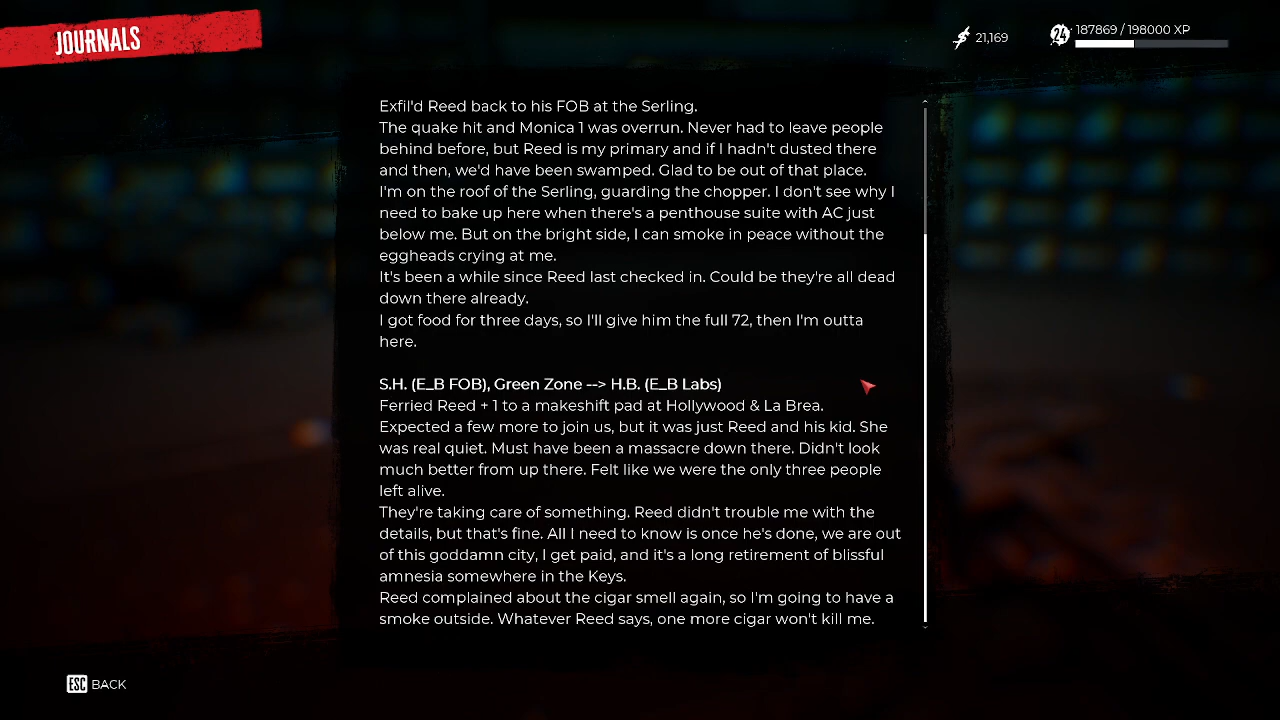 JOURNALS
21,169
24
187869 / 198000 XP
Exfil'd Reed back to his FOB at the Serling.
The quake hit and Monica 1 was overrun. Never had to leave people
behind before, but Reed is my primary and if I hadn't dusted there
and then, we'd have been swamped. Glad to be out of that place.
I'm on the roof of the Serling, guarding the chopper. I don't see why I
need to bake up here when there's a penthouse suite with AC just
below me. But on the bright side, I can smoke in peace without the
eggheads crying at me.
It's been a while since Reed last checked in. Could be they're all dead
down there already.
I got food for three days, so I'll give him the full 72, then I'm outta
here.
S.H. (E_B FOB), Green Zone --> H.B. (E_B Labs)
Ferried Reed + 1 to a makeshift pad at Hollywood & La Brea.
Expected a few more to join us, but it was just Reed and his kid. She
was real quiet. Must have been a massacre down there. Didn't look
much better from up there. Felt like we were the only three people
left alive.
They're taking care of something. Reed didn't trouble me with the
details, but that's fine. All I need to know is once he's done, we are out
of this goddamn city, I get paid, and it's a long retirement of blissful
amnesia somewhere in the Keys.
Reed complained about the cigar smell again, so I'm going to have a
smoke outside. Whatever Reed says, one more cigar won't kill me.
ESC BACK